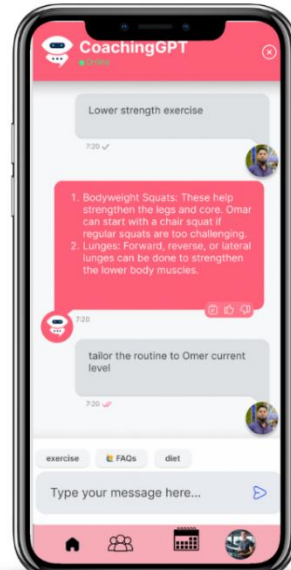 CoachingGPT
Online
Lower strength exercise
7:20
1. Bodyweight Squats: These help
strengthen the legs and core. Omar
can start with a chair squat if
regular squats are too challenging.
2. Lunges: Forward, reverse, or lateral
lunges can be done to strengthen
the lower body muscles.
7:20
tailor the routine to Omer current
level
7:20
exercise
FAQs
diet
Type your message here...